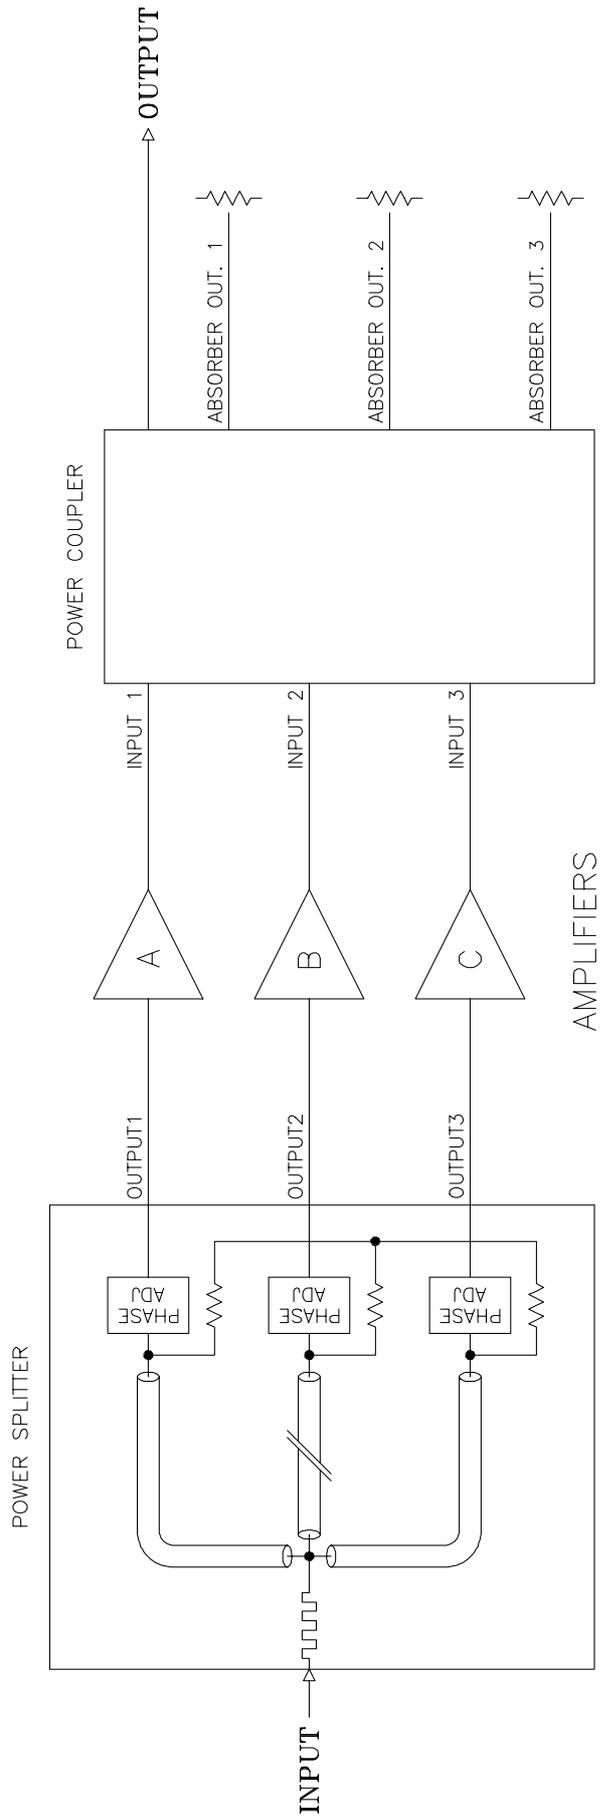 POWER SPLITTER
POWER COUPLER
OUTPUT
INPUT
PHASE
ADJ
PHASE
ADJ
PHASE
ADJ
OUTPUT1
OUTPUT2
OUTPUT3
A
B
C
AMPLIFIERS
INPUT 1
INPUT 2
INPUT 3
ABSORBER OUT. 1
ABSORBER OUT. 2
ABSORBER OUT. 3